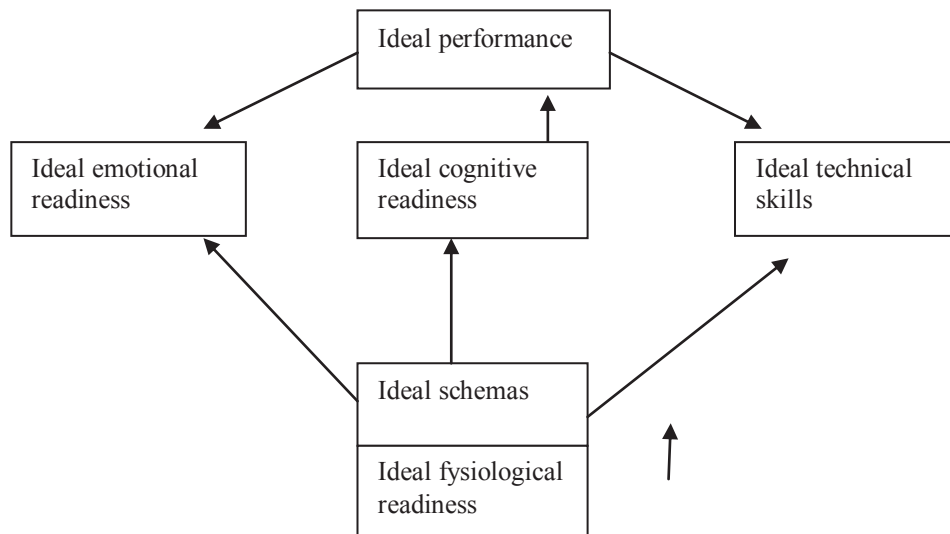 Ideal performance
Ideal emotional
readiness
Ideal cognitive
readiness
Ideal technical
skills
Ideal schemas
Ideal fysiological
readiness